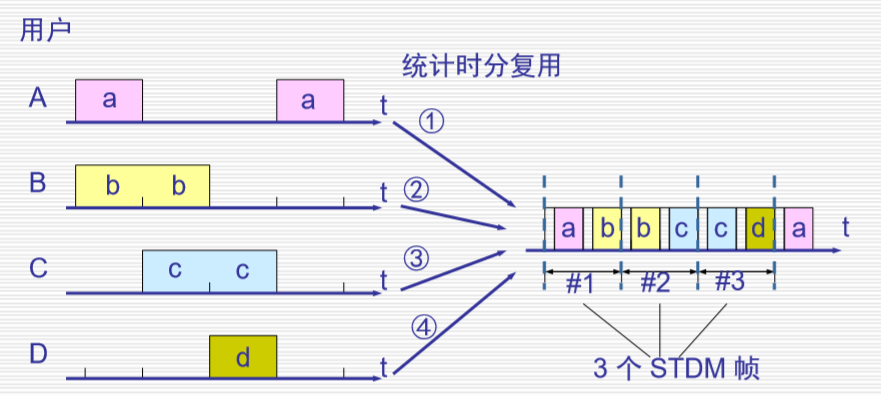 用户
统计时分复用
A a a t ①
B b b t ②
C c c t ③
D d t ④
a b b c c d a t
#1 #2 #3
3 个 STDM 帧